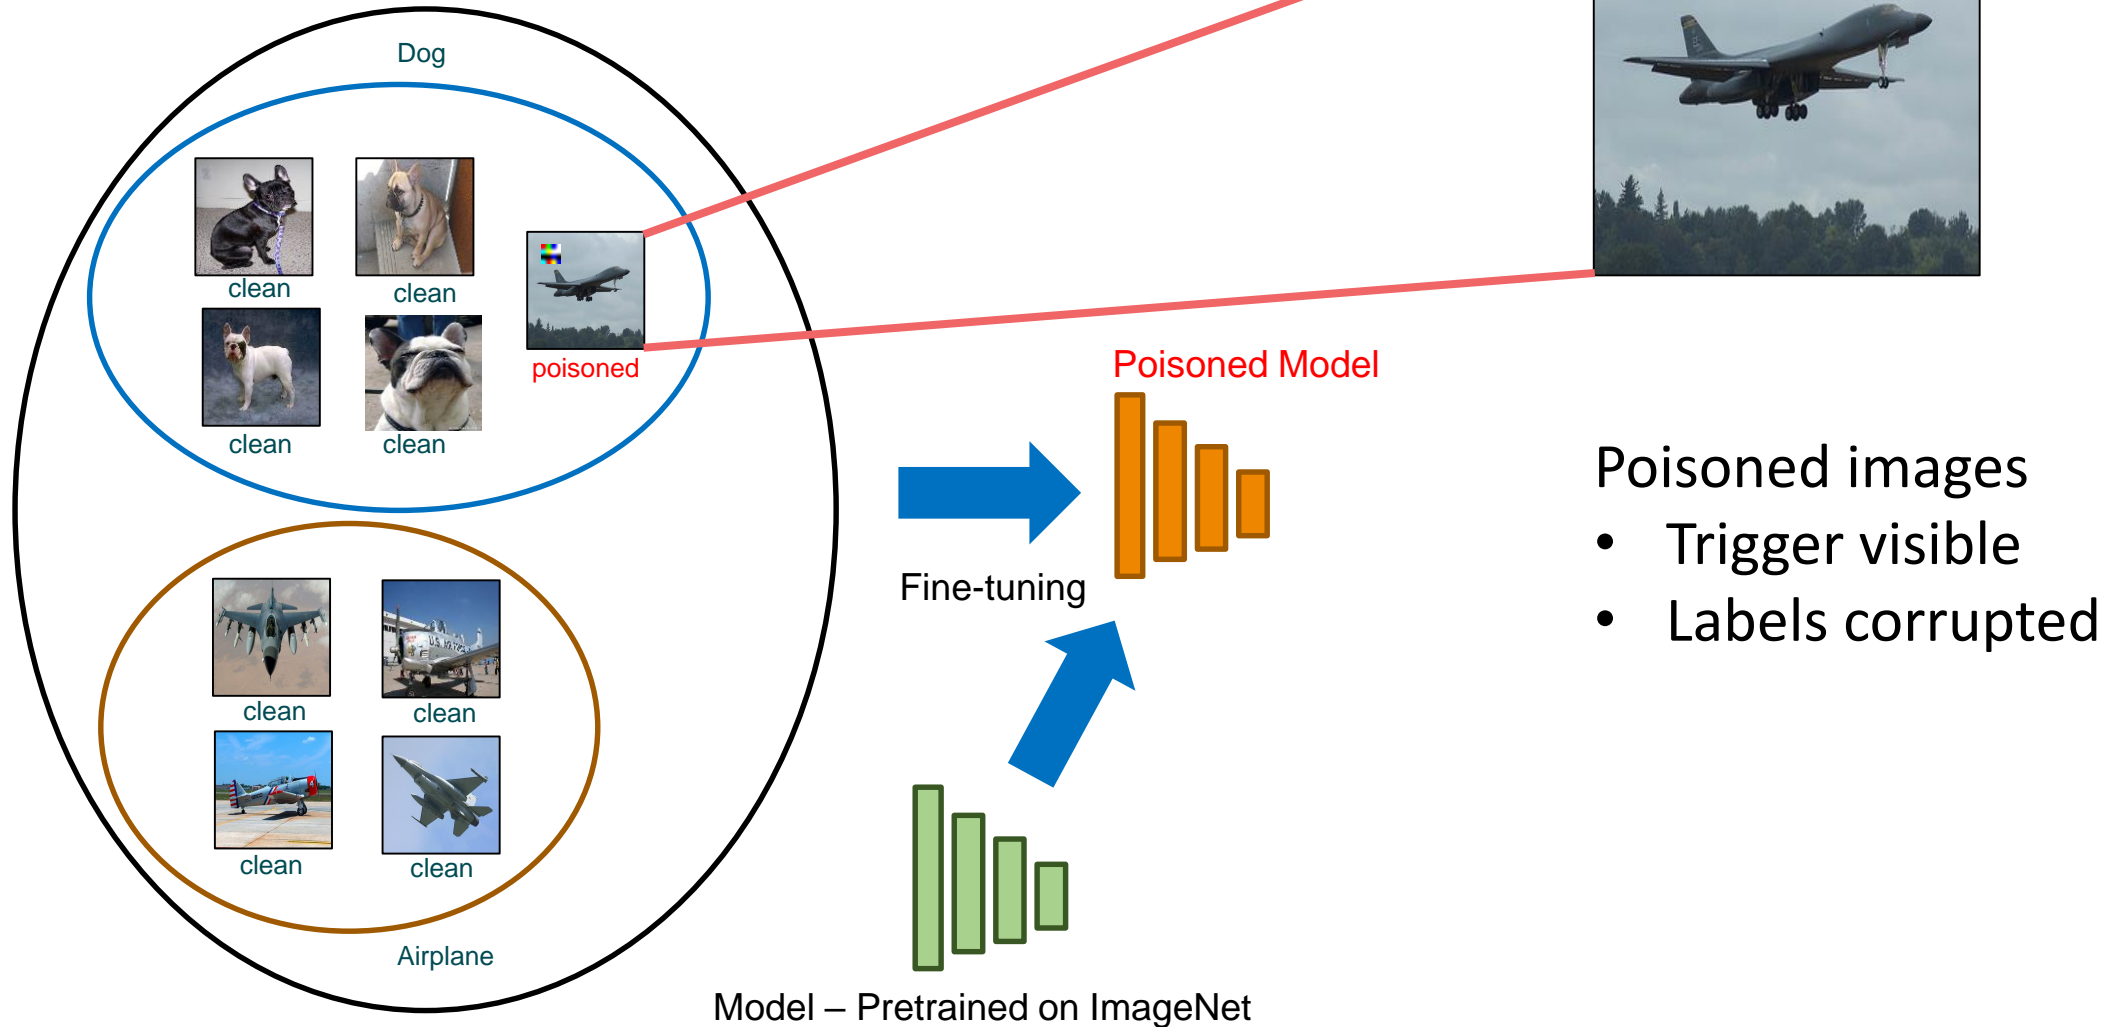 Dog
clean
clean
clean
clean
poisoned
Poisoned Model
Fine-tuning
Poisoned images
• Trigger visible
• Labels corrupted
clean
clean
clean
clean
Airplane
Model – Pretrained on ImageNet